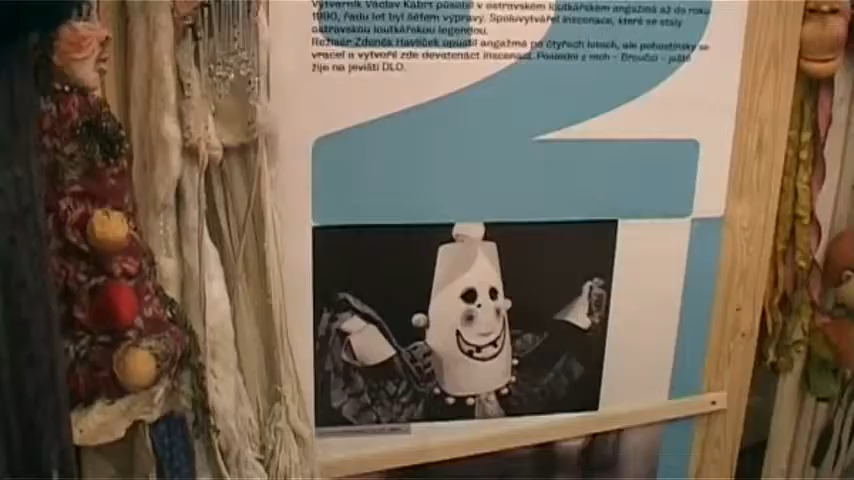 výtvarník Václav Kábrt působil v ostravském loutkářském angažmá až do roku
1990, řadu let byl šéfem výpravy. Spoluvytvářel inscenace, které se staly
ostravskou loutkářskou legendou.
Režisér Zdeněk Havlíček opustil angažmá po čtyřech letech, ale pohostinsky se
vracel a vytvořil zde devatenáct inscenací. Poslední z nich – Broučci – ještě
žije na jevišti DLO.
2